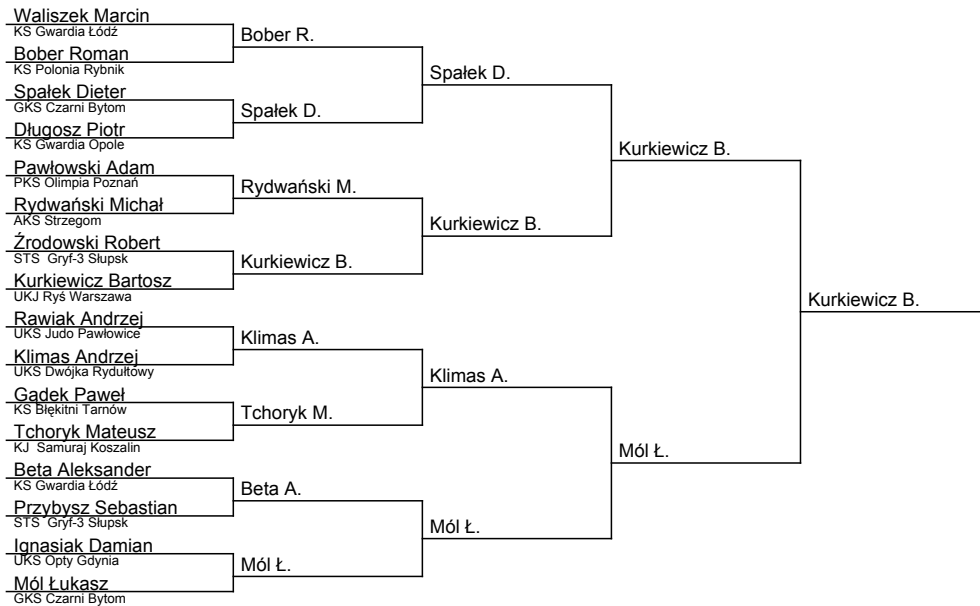 Waliszek Marcin
KS Gwardia Łódź
Bober Roman
KS Polonia Rybnik
Spałek Dieter
GKS Czarni Bytom
Długosz Piotr
KS Gwardia Opole
Pawłowski Adam
PKS Olimpia Poznań
Rydwański Michał
AKS Strzegom
Źrodowski Robert
STS Gryf-3 Słupsk
Kurkiewicz Bartosz
UKJ Ryś Warszawa
Rawiak Andrzej
UKS Judo Pawłowice
Klimas Andrzej
UKS Dwójka Rydułtowy
Gadek Paweł
KS Błękitni Tarnów
Tchoryk Mateusz
KJ Samuraj Koszalin
Beta Aleksander
KS Gwardia Łódź
Przybysz Sebastian
STS Gryf-3 Słupsk
Ignasiak Damian
UKS Opty Gdynia
Mól Łukasz
GKS Czarni Bytom
Bober R.
Spałek D.
Rydwański M.
Kurkiewicz B.
Klimas A.
Tchoryk M.
Beta A.
Mól Ł.
Spałek D.
Kurkiewicz B.
Klimas A.
Mól Ł.
Kurkiewicz B.
Mól Ł.
Kurkiewicz B.